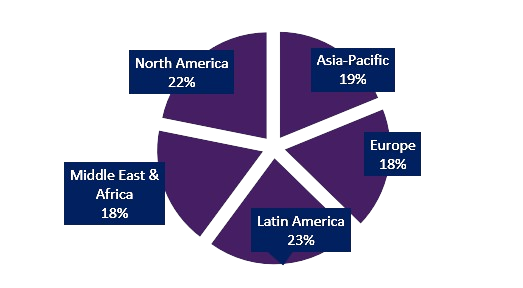 North America
22%
Asia-Pacific
19%
Europe
18%
Middle East &
Africa
18%
Latin America
23%